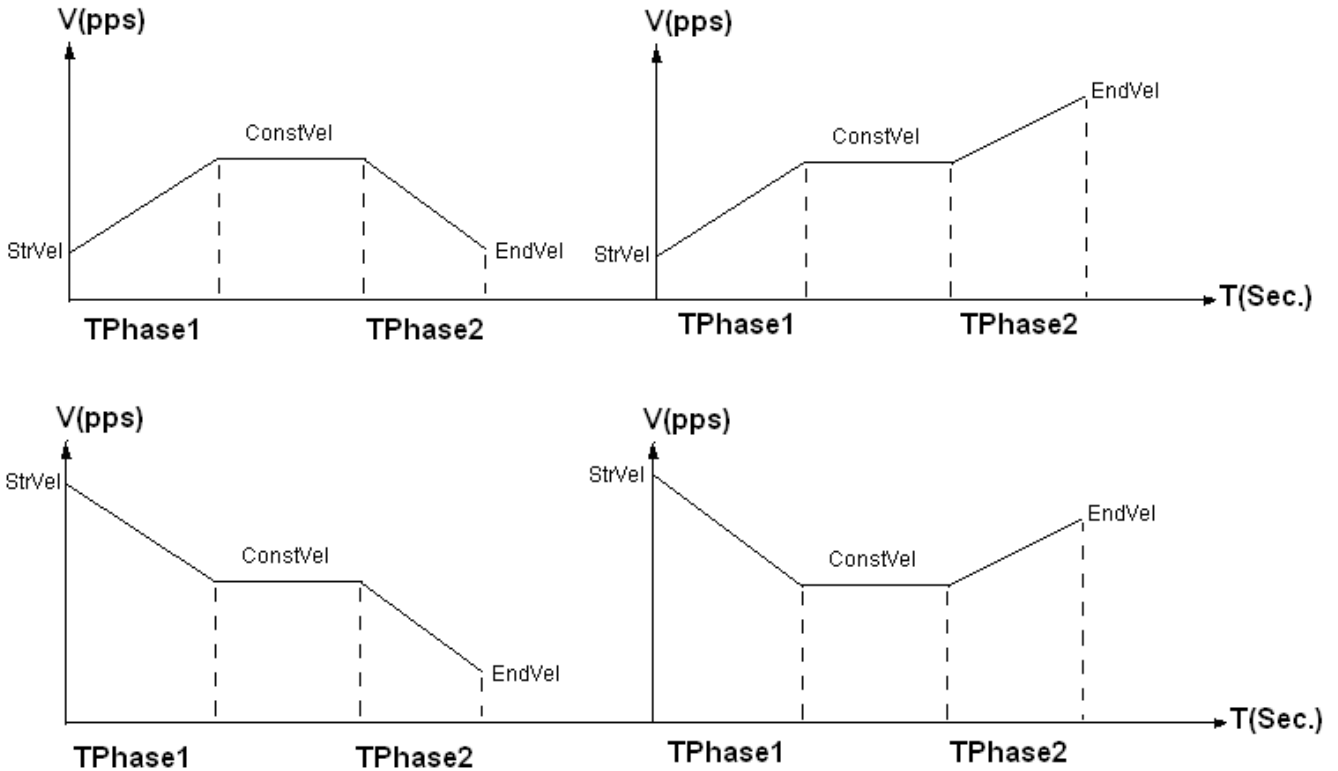 V(pps)
V(pps)
EndVel
ConstVel
ConstVel
StrVel
EndVel
StrVel
T(Sec.)
TPhase1
TPhase2
TPhase1
TPhase2
V(pps)
V(pps)
StrVel
StrVel
EndVel
ConstVel
ConstVel
EndVel
T(Sec.)
TPhase1
TPhase2
TPhase1
TPhase2